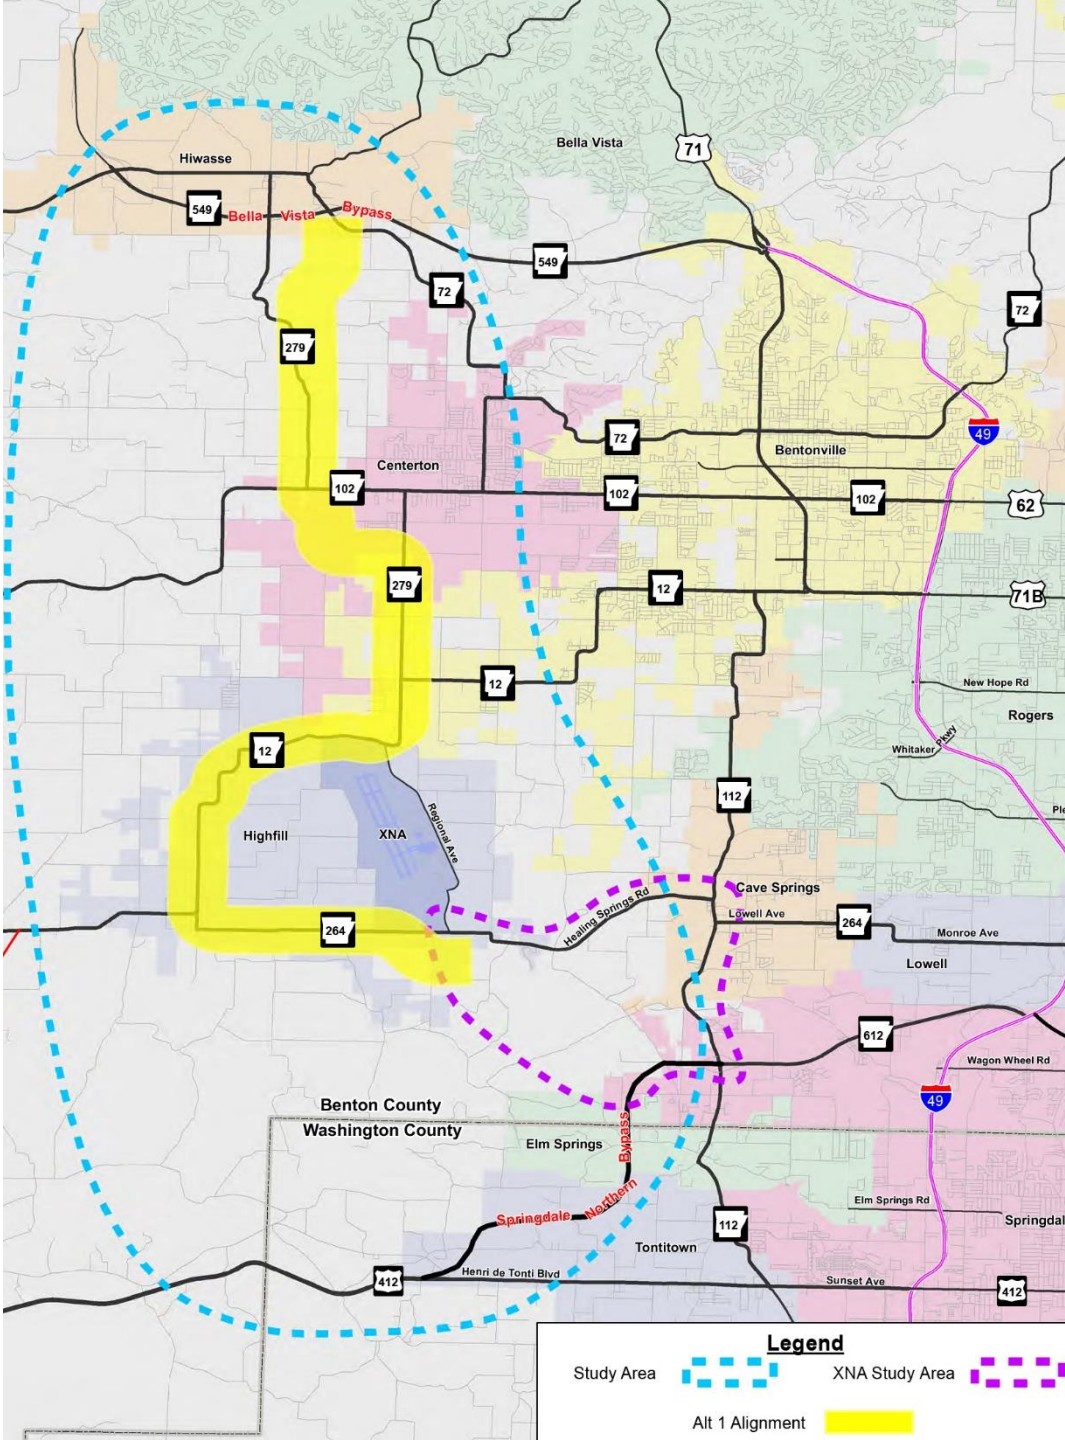 Bella Vista
71
Hiwasse
549
Bella Vista Bypass
549
72
72
279
49
72
Bentonville
Centerton
102
102
102
62
279
12
71B
12
New Hope Rd
Rogers
Whitaker Pkwy
12
112
Ple
Regional Ave
Highfill
XNA
Cave Springs
Healing Springs Rd
Lowell Ave
264
264
Monroe Ave
Lowell
612
Wagon Wheel Rd
49
Benton County
Washington County
Elm Springs
Springdale Northern Bypass
Elm Springs Rd
112
Springdal
Tontitown
412
Henri de Tonti Blvd
Sunset Ave
412
Legend
Study Area
XNA Study Area
Alt 1 Alignment